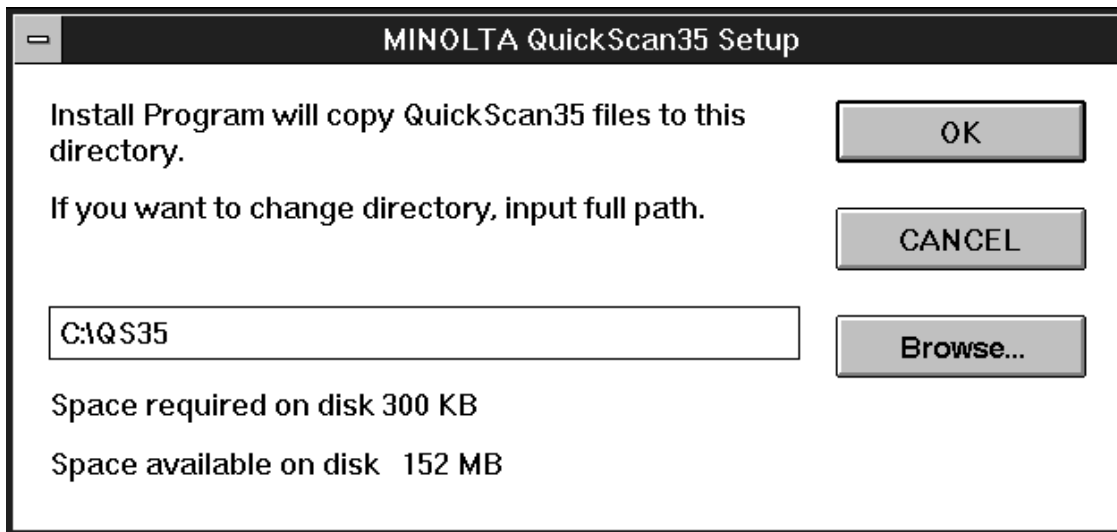 MINOLTA QuickScan35 Setup
Install Program will copy QuickScan35 files to this
directory.
If you want to change directory, input full path.
C:\QS35
Space required on disk 300 KB
Space available on disk 152 MB
OK
CANCEL
Browse...